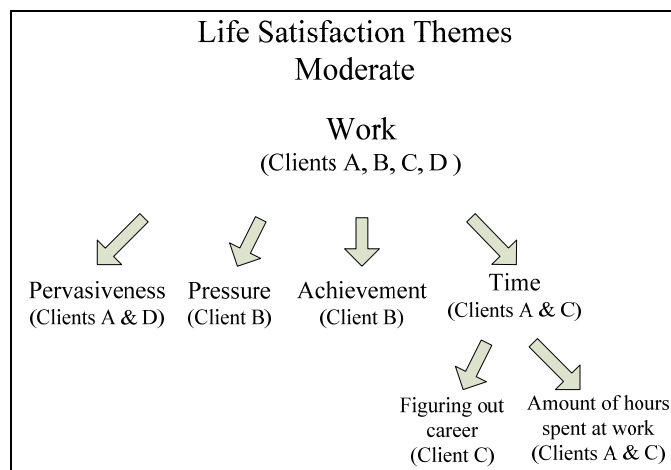 Life Satisfaction Themes
Moderate
Work
(Clients A, B, C, D )
Pervasiveness
(Clients A & D)
Pressure
(Client B)
Achievement
(Client B)
Time
(Clients A & C)
Figuring out
career
(Client C)
Amount of hours
spent at work
(Clients A & C)